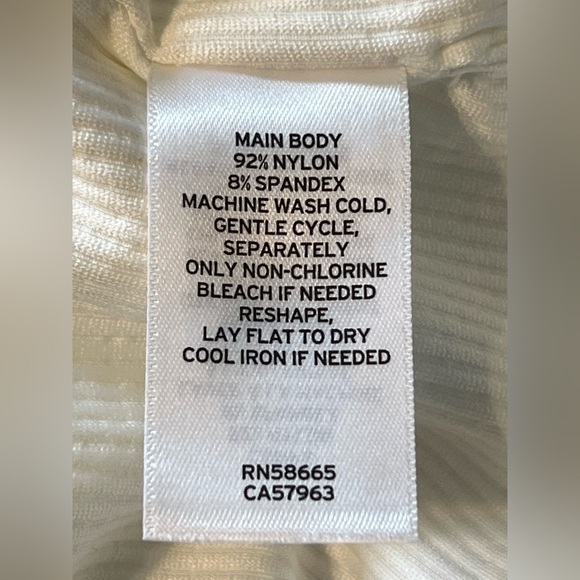 MAIN BODY
92% NYLON
8% SPANDEX
MACHINE WASH COLD,
GENTLE CYCLE,
SEPARATELY
ONLY NON-CHLORINE
BLEACH IF NEEDED
RESHAPE,
LAY FLAT TO DRY
COOL IRON IF NEEDED
RN58665
CA57963